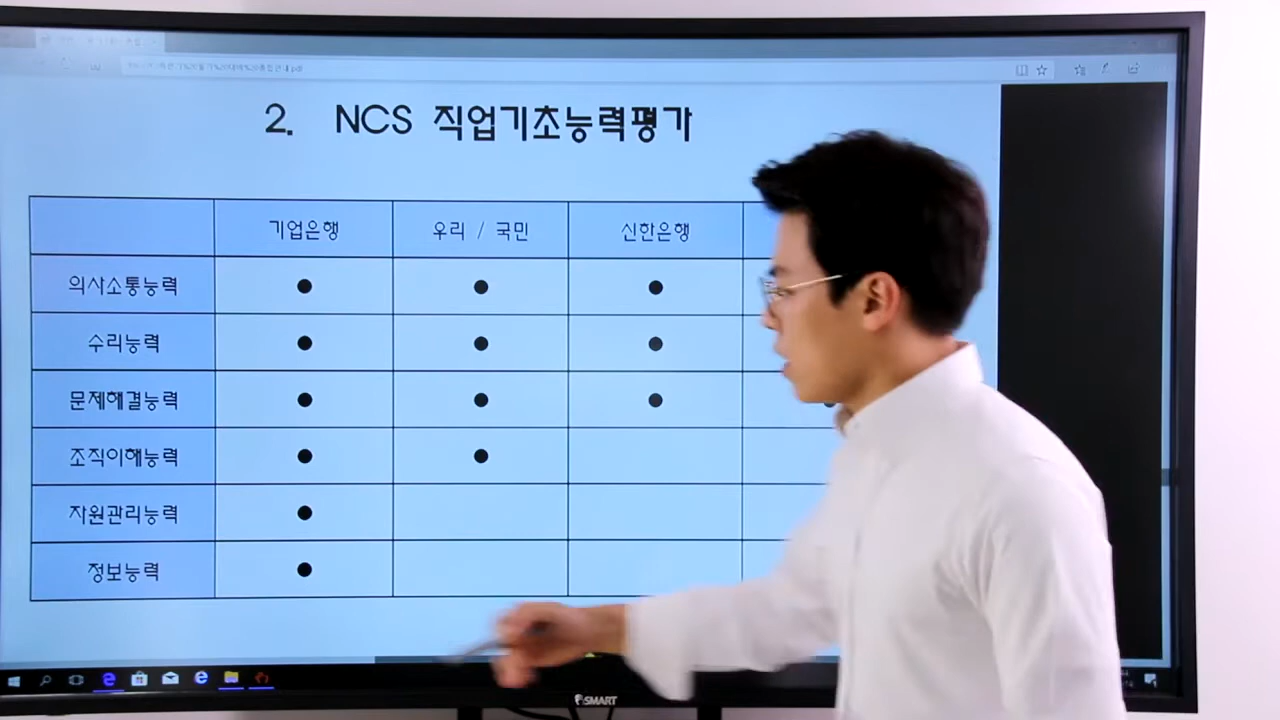 2. NCS 직업기초능력평가
기업은행 우리 / 국민 신한은행
의사소통능력 ● ● ●
수리능력 ● ● ●
문제해결능력 ● ● ●
조직이해능력 ● ●
자원관리능력 ●
정보능력 ●
SMART